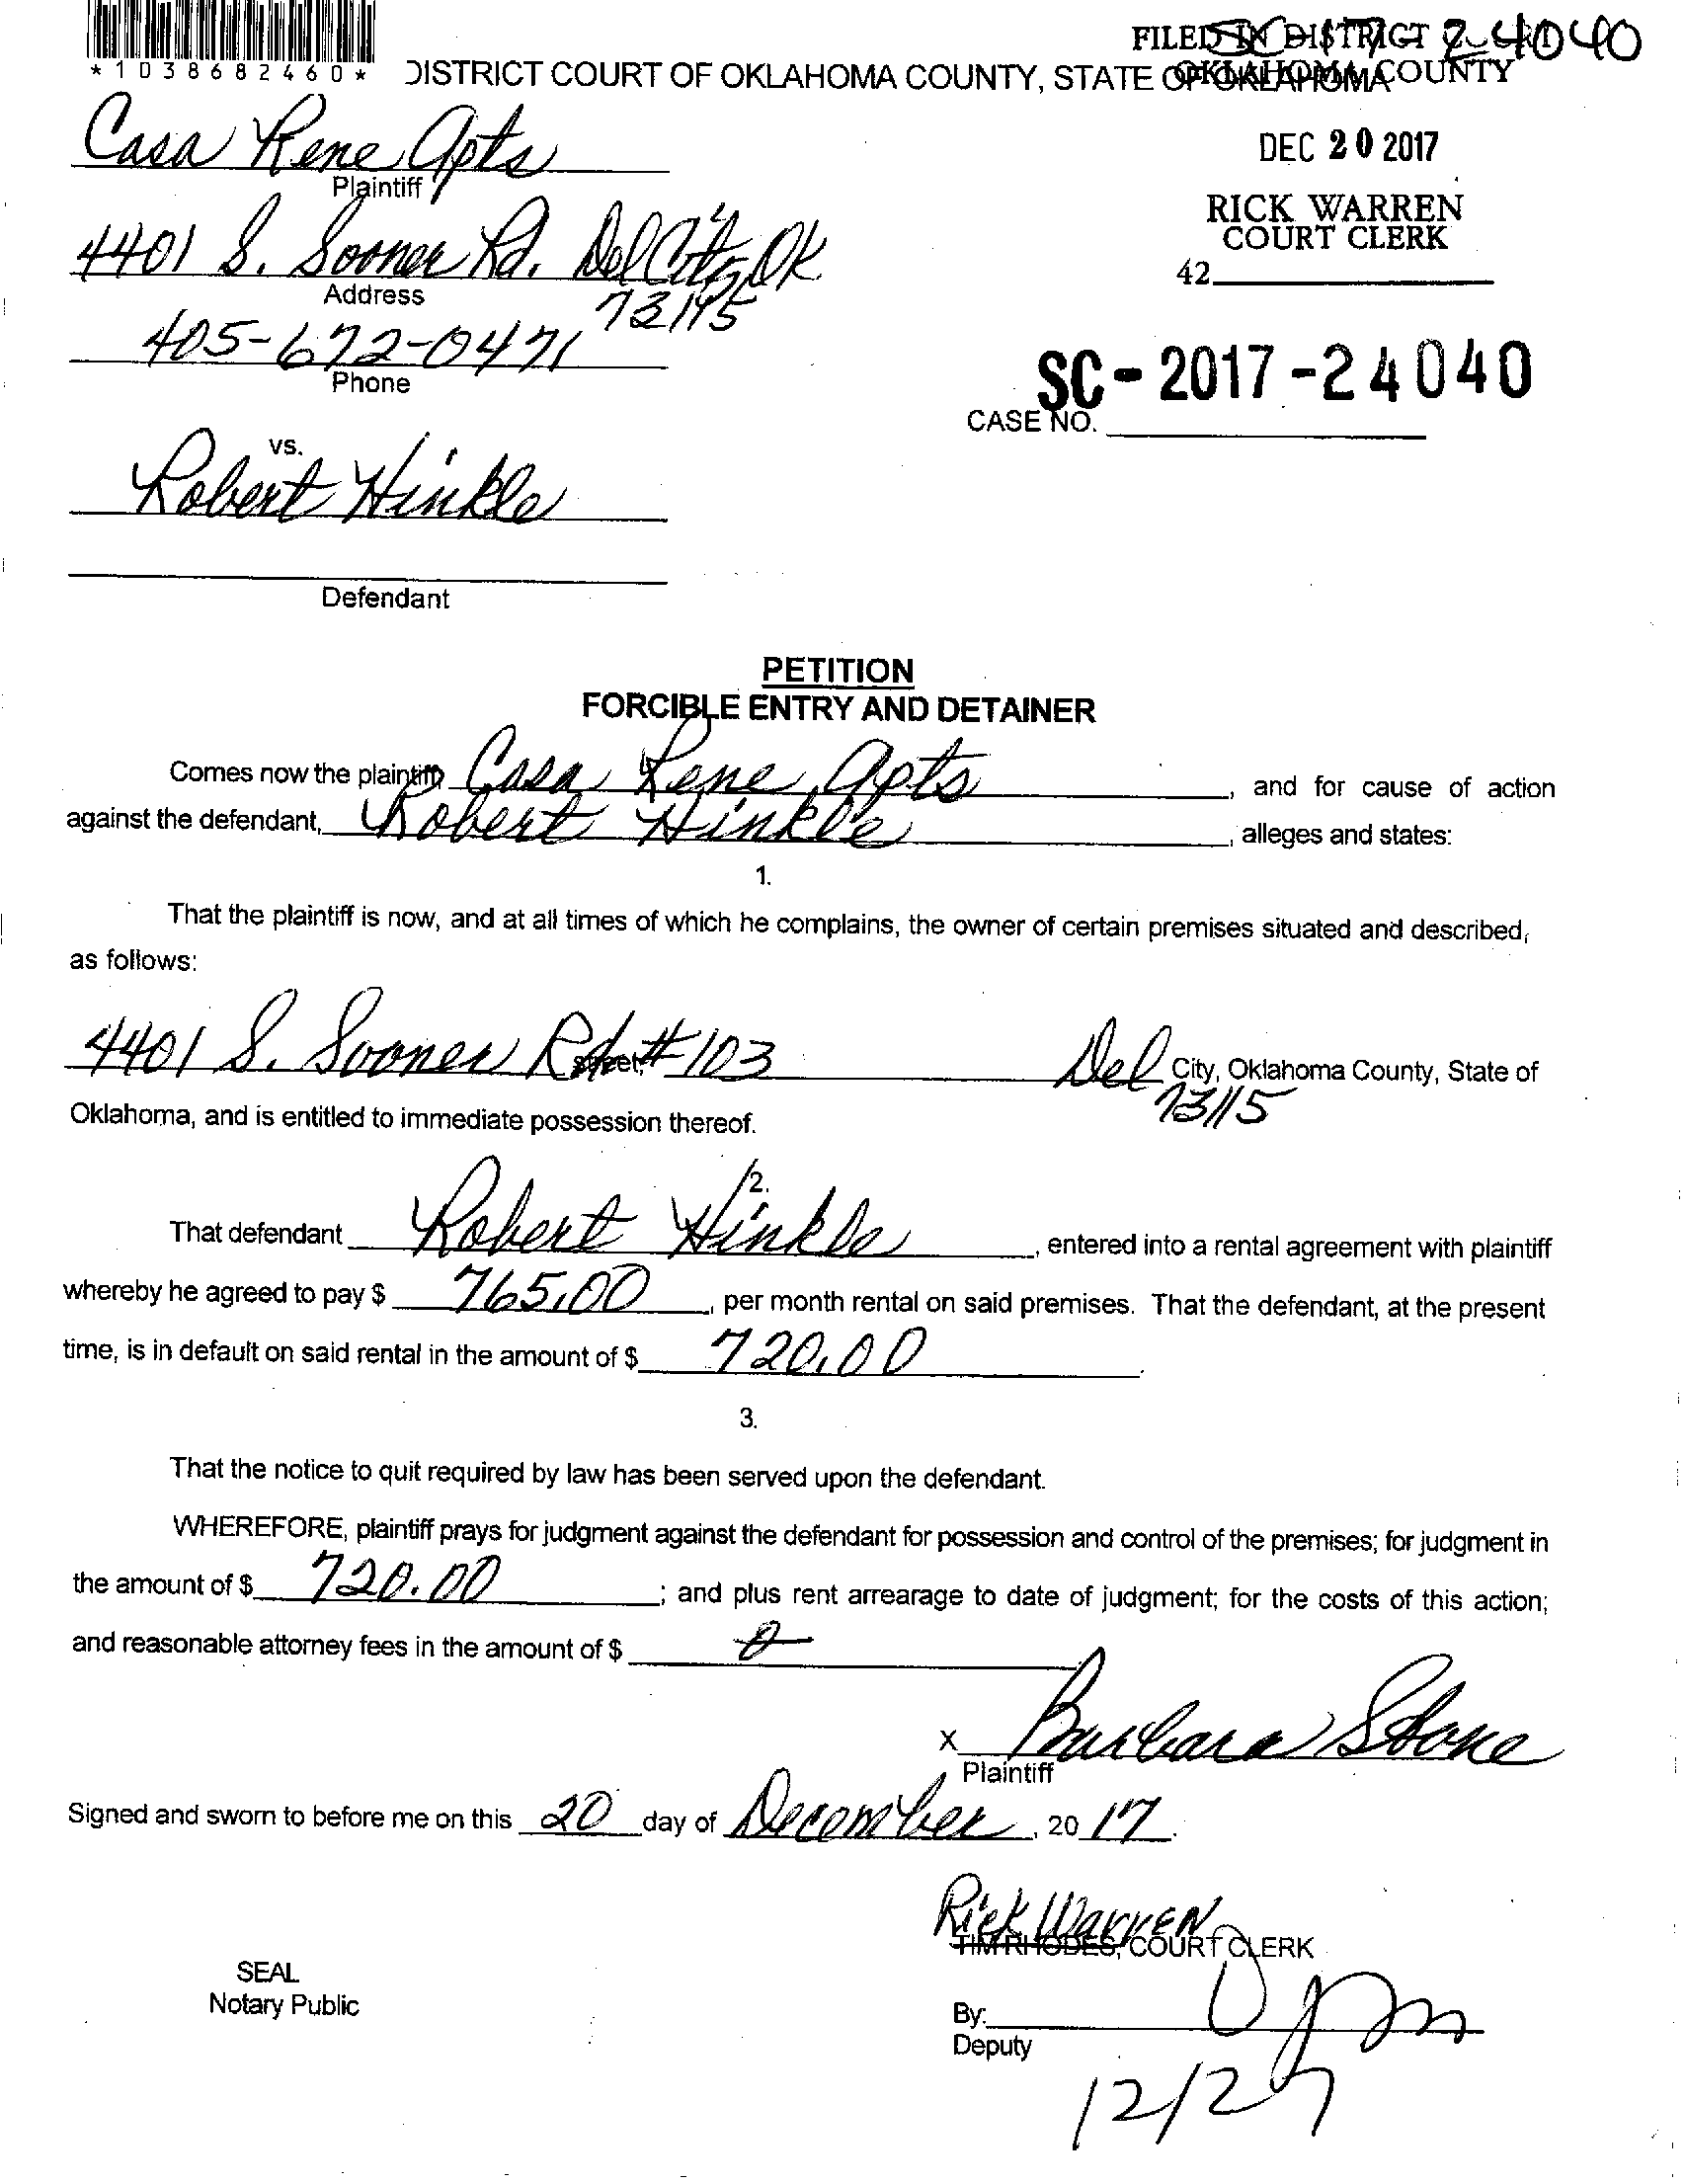 SC-17-24040
FILED IN DISTRICT COURT
*1038682460* DISTRICT COURT OF OKLAHOMA COUNTY, STATE OF OKLAHOMA
OKLAHOMA COUNTY
Casa Rene Apts
Plaintiff
DEC 20 2017
RICK WARREN
COURT CLERK
42
4401 S. Sooner Rd. Del City, OK
Address
73115
405-672-0471
Phone
SC-2017-24040
CASE NO.
vs.
Robert Hinkle
Defendant
PETITION
FORCIBLE ENTRY AND DETAINER
Comes now the plaintiff, Casa Rene Apts, and for cause of action
against the defendant, Robert Hinkle, alleges and states:
1.
That the plaintiff is now, and at all times of which he complains, the owner of certain premises situated and described,
as follows:
4401 S. Sooner Rd #103 street, Del City, Oklahoma County, State of
73115
Oklahoma, and is entitled to immediate possession thereof.
2.
That defendant Robert Hinkle, entered into a rental agreement with plaintiff
whereby he agreed to pay $ 765.00, per month rental on said premises. That the defendant, at the present
time, is in default on said rental in the amount of $ 720.00.
3.
That the notice to quit required by law has been served upon the defendant.
WHEREFORE, plaintiff prays for judgment against the defendant for possession and control of the premises; for judgment in
the amount of $ 720.00; and plus rent arrearage to date of judgment; for the costs of this action;
and reasonable attorney fees in the amount of $ 0
X Barbara Stone
Plaintiff
Signed and sworn to before me on this 20 day of December, 2017.
Rick Warren
TIM RHODES, COURT CLERK
SEAL
Notary Public
By:
Deputy
12/27